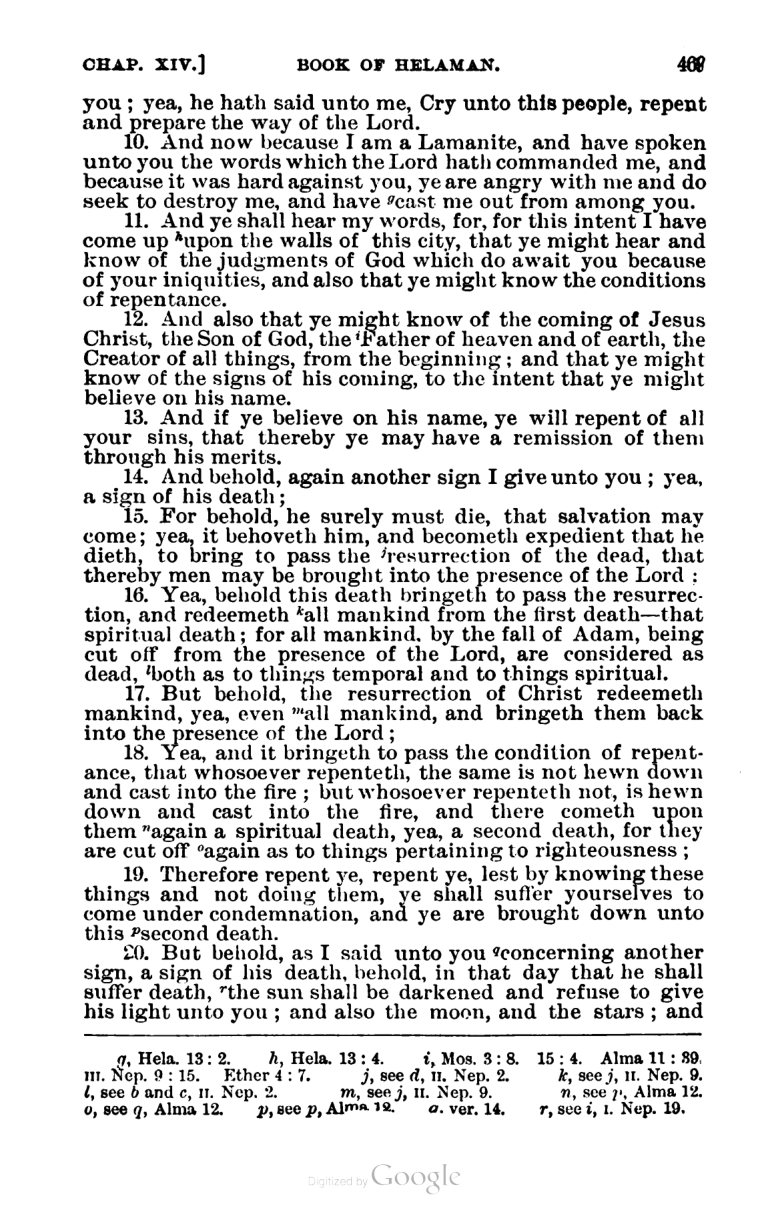 CHAP. XIV.] BOOK OF HELAMAN.
you; yea, he hath said unto me, Cry unto this people, repent
and prepare the way of the Lord.
10. And now because I am a Lamanite, and have spoken
unto you the words which the Lord hath commanded me, and
because it was hard against you, ye are angry with me and do
seek to destroy me, and have ᵍcast me out from among you.
11. And ye shall hear my words, for, for this intent I have
come up ʰupon the walls of this city, that ye might hear and
know of the judgments of God which do await you because
of your iniquities, and also that ye might know the conditions
of repentance.
12. And also that ye might know of the coming of Jesus
Christ, the Son of God, the ⁱFather of heaven and of earth, the
Creator of all things, from the beginning; and that ye might
know of the signs of his coming, to the intent that ye might
believe on his name.
13. And if ye believe on his name, ye will repent of all
your sins, that thereby ye may have a remission of them
through his merits.
14. And behold, again another sign I give unto you; yea,
a sign of his death;
15. For behold, he surely must die, that salvation may
come; yea, it behoveth him, and becometh expedient that he
dieth, to bring to pass the ʲresurrection of the dead, that
thereby men may be brought into the presence of the Lord:
16. Yea, behold this death bringeth to pass the resurrec-
tion, and redeemeth ᵏall mankind from the first death—that
spiritual death; for all mankind, by the fall of Adam, being
cut off from the presence of the Lord, are considered as
dead, ˡboth as to things temporal and to things spiritual.
17. But behold, the resurrection of Christ redeemeth
mankind, yea, even ᵐall mankind, and bringeth them back
into the presence of the Lord;
18. Yea, and it bringeth to pass the condition of repent-
ance, that whosoever repenteth, the same is not hewn down
and cast into the fire; but whosoever repenteth not, is hewn
down and cast into the fire, and there cometh upon
them ⁿagain a spiritual death, yea, a second death, for they
are cut off ᵒagain as to things pertaining to righteousness;
19. Therefore repent ye, repent ye, lest by knowing these
things and not doing them, ye shall suffer yourselves to
come under condemnation, and ye are brought down unto
this ᵖsecond death.
20. But behold, as I said unto you ᑫconcerning another
sign, a sign of his death, behold, in that day that he shall
suffer death, ʳthe sun shall be darkened and refuse to give
his light unto you; and also the moon, and the stars; and
g, Hela. 13:2. h, Hela. 13:4. i, Mos. 3:8. 15:4. Alma 11:39.
III. Nep. 9:15. Ether 4:7. j, see d, II. Nep. 2. k, see j, II. Nep. 9.
l, see b and c, II. Nep. 2. m, see j, II. Nep. 9. n, see p, Alma 12.
o, see q, Alma 12. p, see p, Alma 12. q. ver. 14. r, see i, I. Nep. 19.
Digitized by Google